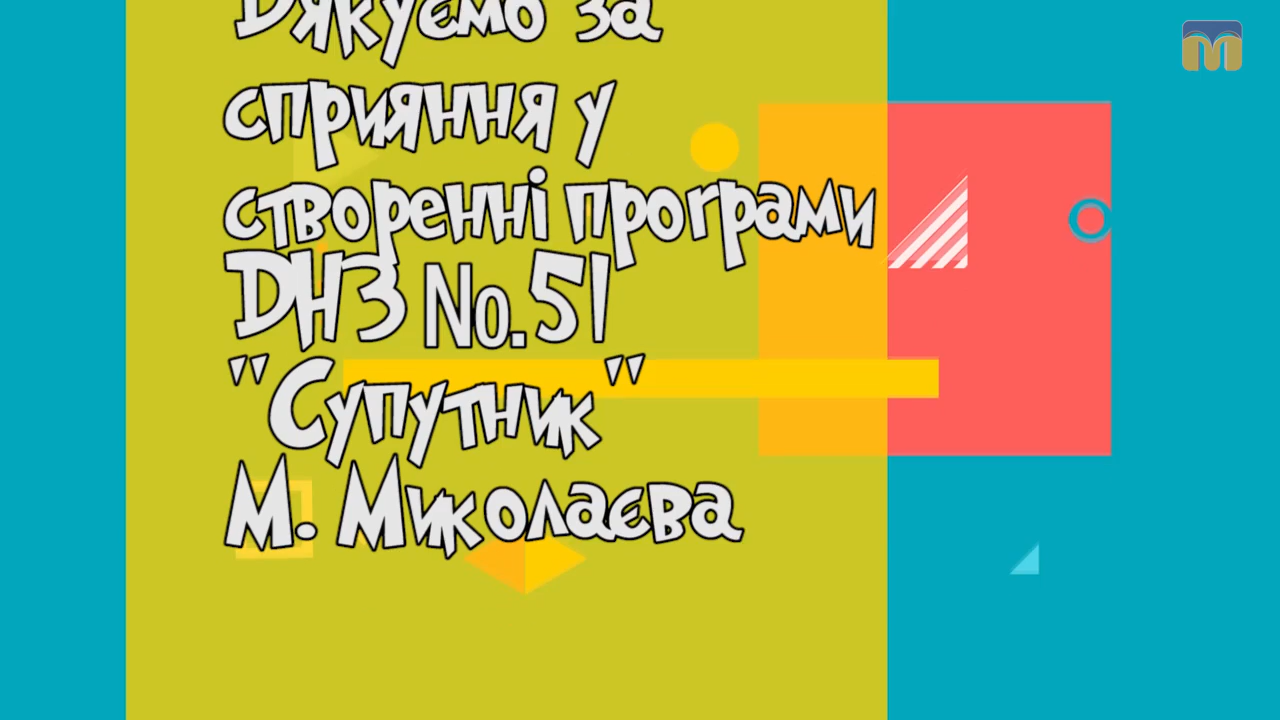 Дякуємо за
сприяння у
створенні програми
ДНЗ No.51
"Супутник"
М. Миколаєва